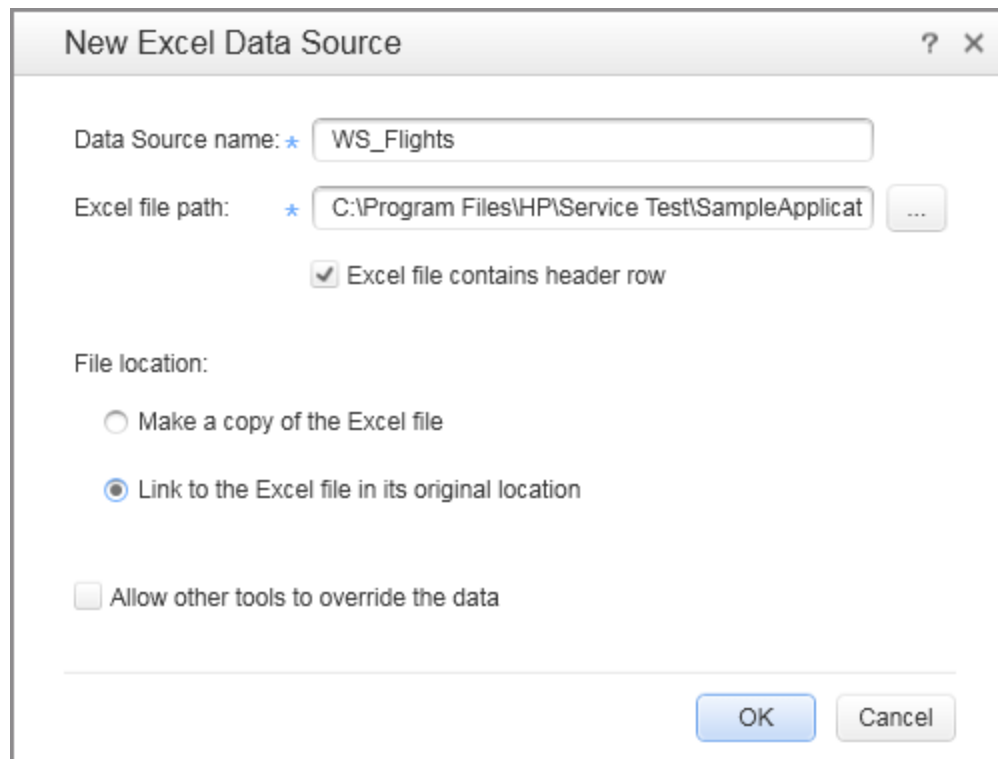 New Excel Data Source ? ×
Data Source name: * WS_Flights
Excel file path: * C:\Program Files\HP\Service Test\SampleApplicat ...
Excel file contains header row
File location:
Make a copy of the Excel file
Link to the Excel file in its original location
Allow other tools to override the data
OK Cancel